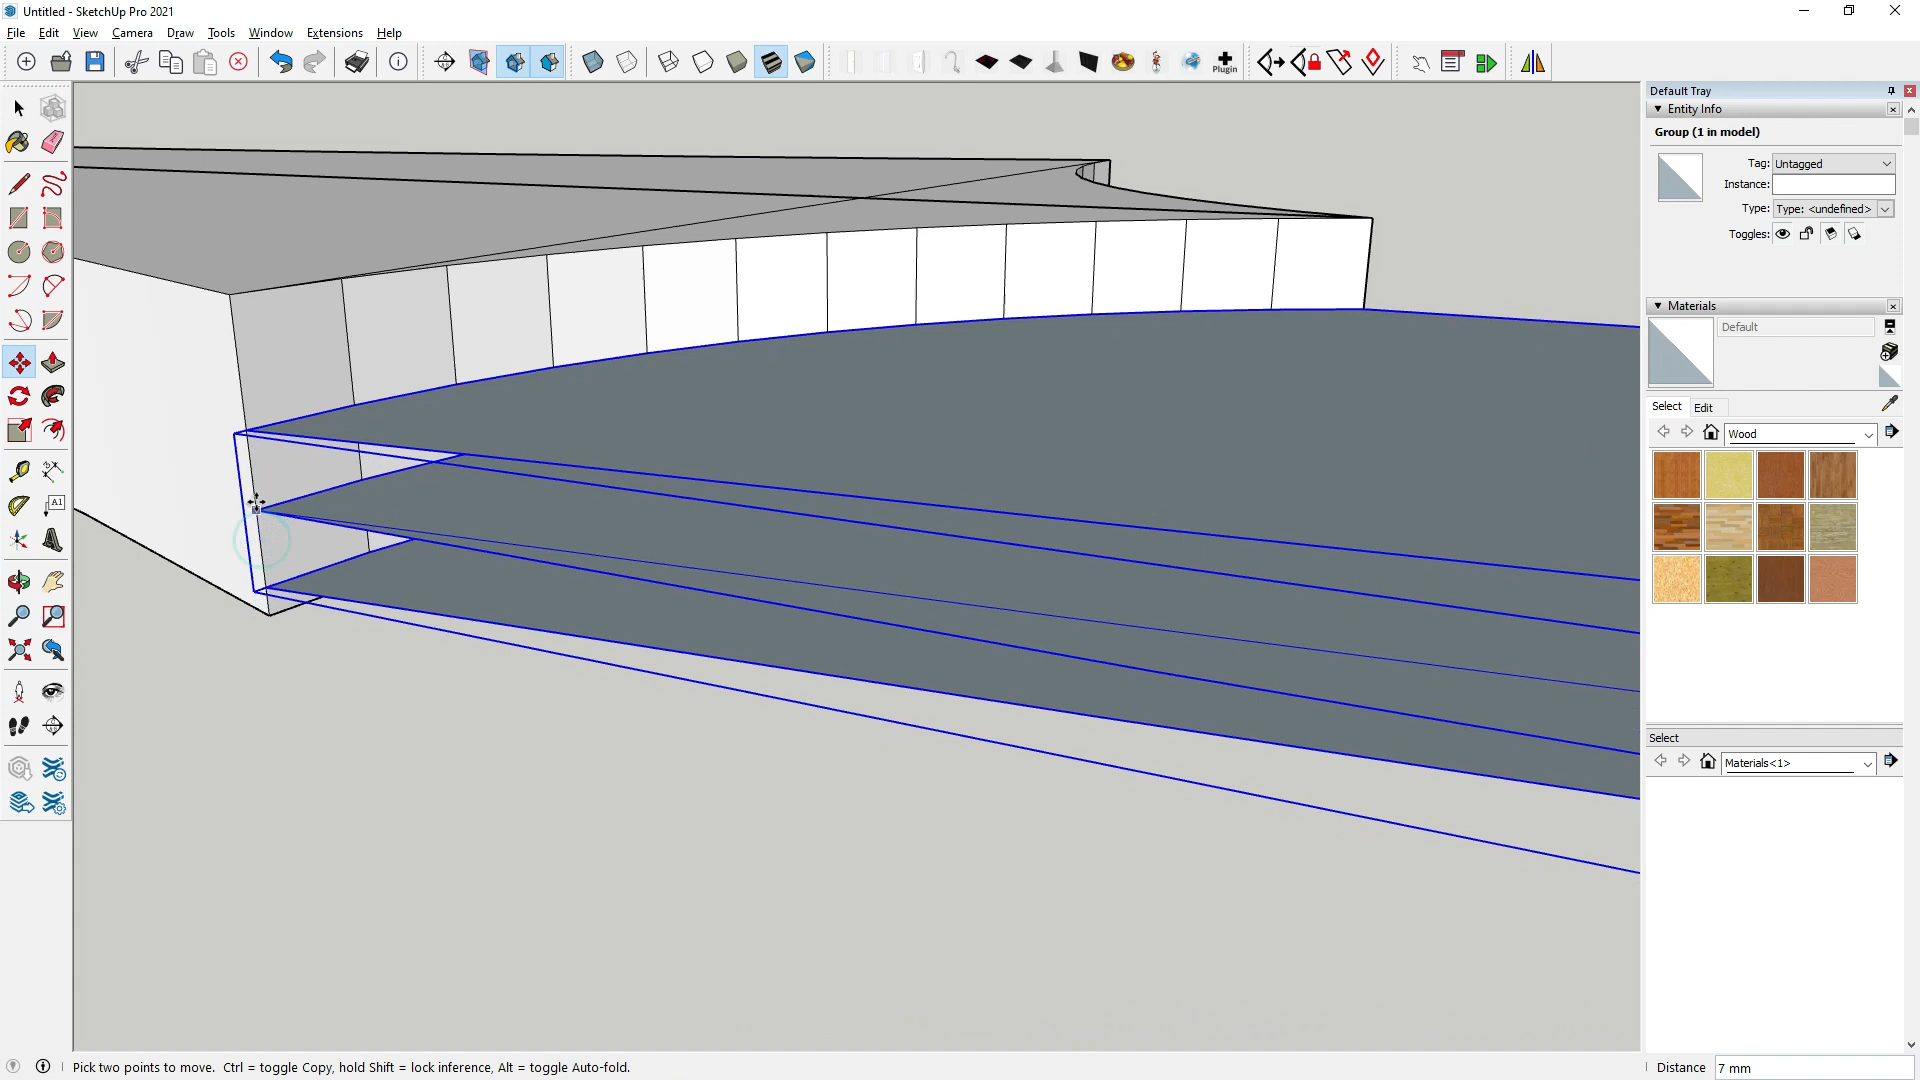 Untitled - SketchUp Pro 2021
File Edit View Camera Draw Tools Window Extensions Help
Plugin
Default Tray
Entity Info
Group (1 in model)
Tag: Untagged
Instance:
Type: Type: <undefined>
Toggles:
Materials
Default
Select Edit
Wood
A1
Select
Materials<1>
Pick two points to move. Ctrl = toggle Copy, hold Shift = lock inference, Alt = toggle Auto-fold.
Distance 7 mm